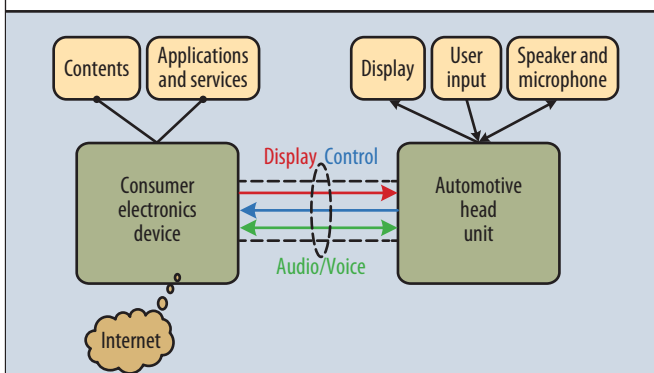 Contents
Applications
and services
Display
User
input
Speaker and
microphone
Display Control
Consumer
electronics
device
Automotive
head
unit
Audio/Voice
Internet